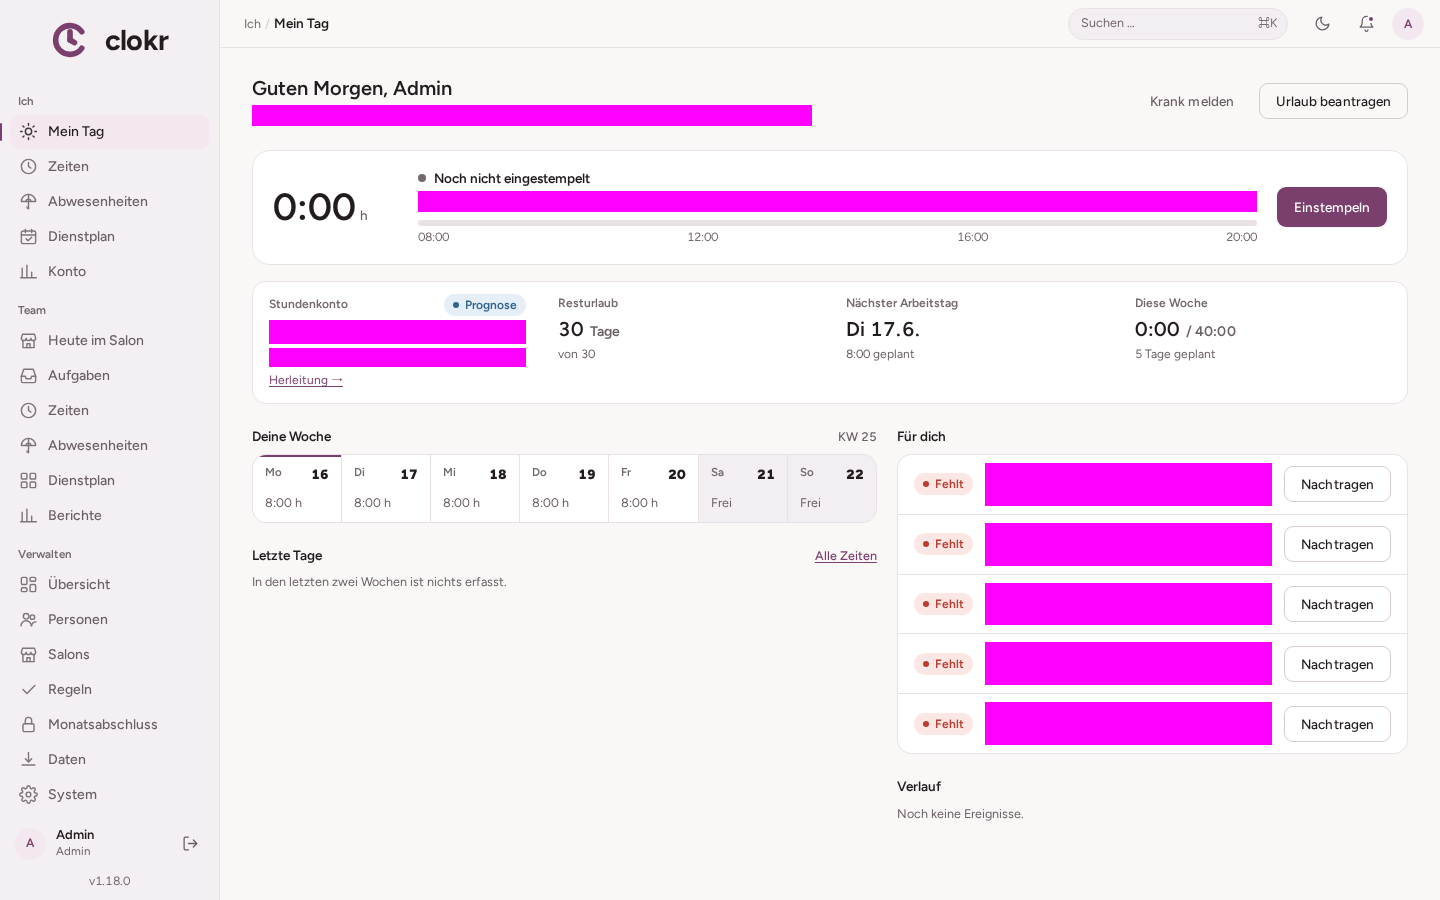 clokr
Ich / Mein Tag
Suchen ... ⌘K
A
Ich
Mein Tag
Zeiten
Abwesenheiten
Dienstplan
Konto
Team
Heute im Salon
Aufgaben
Zeiten
Abwesenheiten
Dienstplan
Berichte
Verwalten
Übersicht
Personen
Salons
Regeln
Monatsabschluss
Daten
System
A
Admin
Admin
v1.18.0
Guten Morgen, Admin
Krank melden
Urlaub beantragen
0:00 h
Noch nicht eingestempelt
08:00 12:00 16:00 20:00
Einstempeln
Stundenkonto
Prognose
Herleitung →
Resturlaub
30 Tage
von 30
Nächster Arbeitstag
Di 17.6.
8:00 geplant
Diese Woche
0:00 / 40:00
5 Tage geplant
Deine Woche
KW 25
Mo 16
8:00 h
Di 17
8:00 h
Mi 18
8:00 h
Do 19
8:00 h
Fr 20
8:00 h
Sa 21
Frei
So 22
Frei
Letzte Tage
Alle Zeiten
In den letzten zwei Wochen ist nichts erfasst.
Für dich
Fehlt
Nachtragen
Fehlt
Nachtragen
Fehlt
Nachtragen
Fehlt
Nachtragen
Fehlt
Nachtragen
Verlauf
Noch keine Ereignisse.